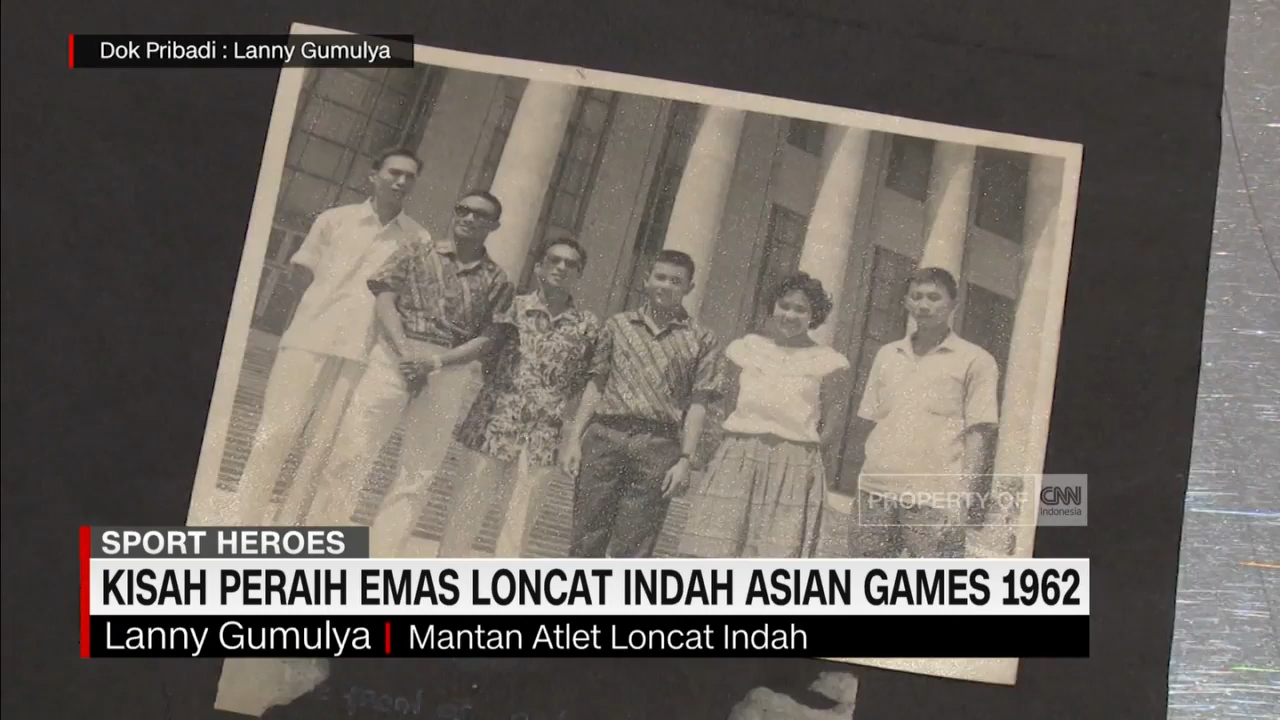 Dok Pribadi : Lanny Gumulya
PROPERTY OF CNN Indonesia
SPORT HEROES
KISAH PERAIH EMAS LONCAT INDAH ASIAN GAMES 1962
Lanny Gumulya | Mantan Atlet Loncat Indah